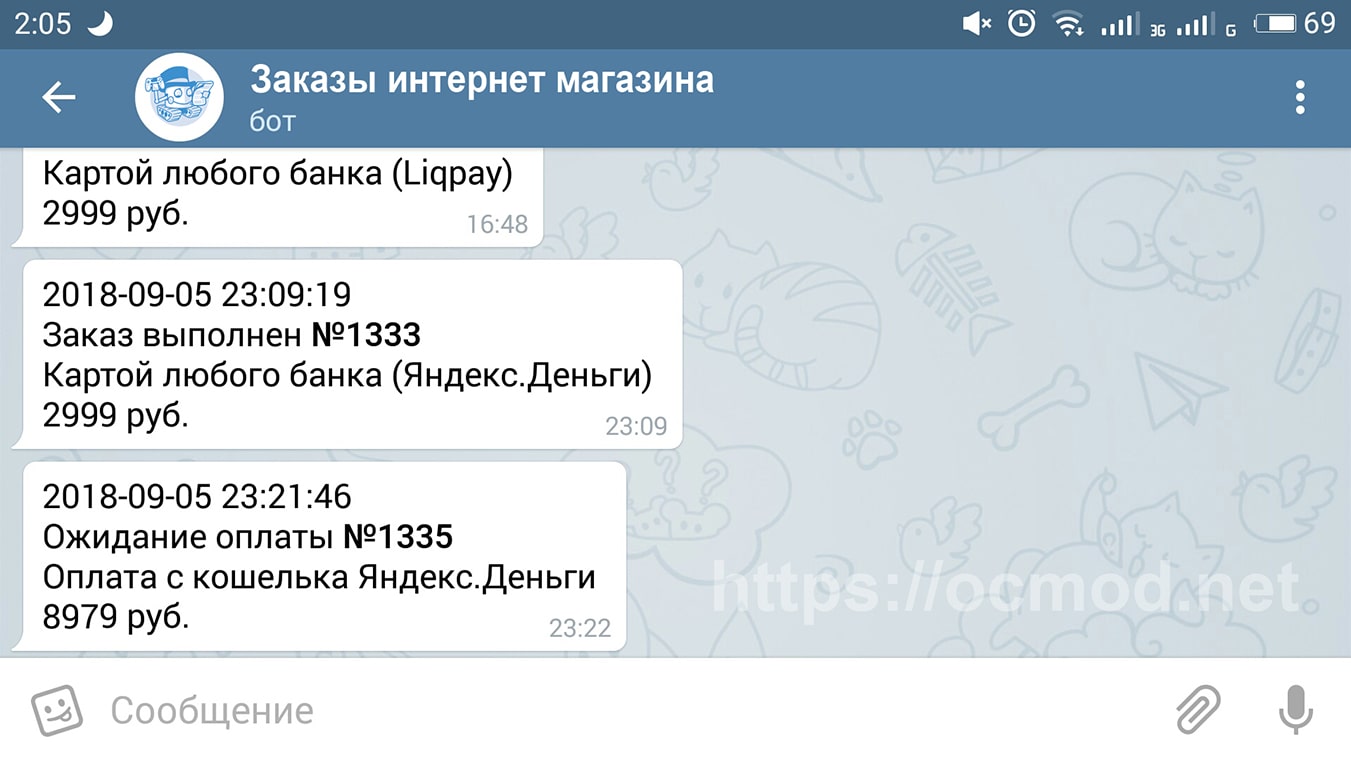 2:05
3G
G
69
Заказы интернет магазина
бот
Картой любого банка (Liqpay)
2999 руб.
16:48
2018-09-05 23:09:19
Заказ выполнен №1333
Картой любого банка (Яндекс.Деньги)
2999 руб.
23:09
2018-09-05 23:21:46
Ожидание оплаты №1335
Оплата с кошелька Яндекс.Деньги
8979 руб.
23:22
https://ocmod.net
Сообщение